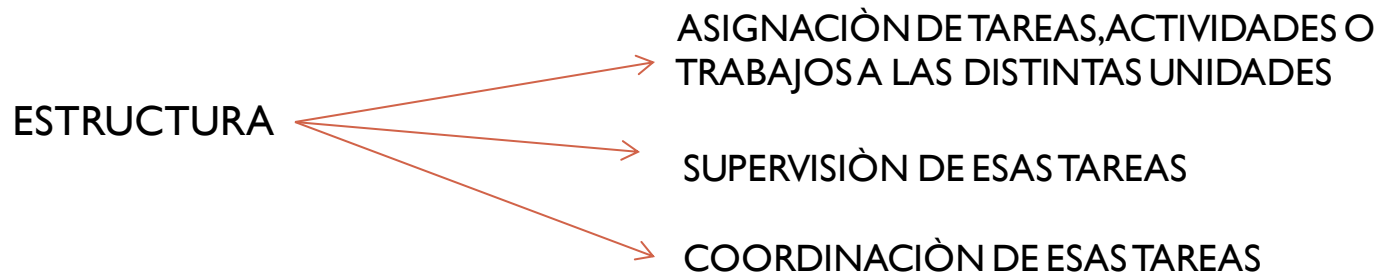 ESTRUCTURA
ASIGNACIÒN DE TAREAS, ACTIVIDADES O
TRABAJOS A LAS DISTINTAS UNIDADES
SUPERVISIÒN DE ESAS TAREAS
COORDINACIÒN DE ESAS TAREAS